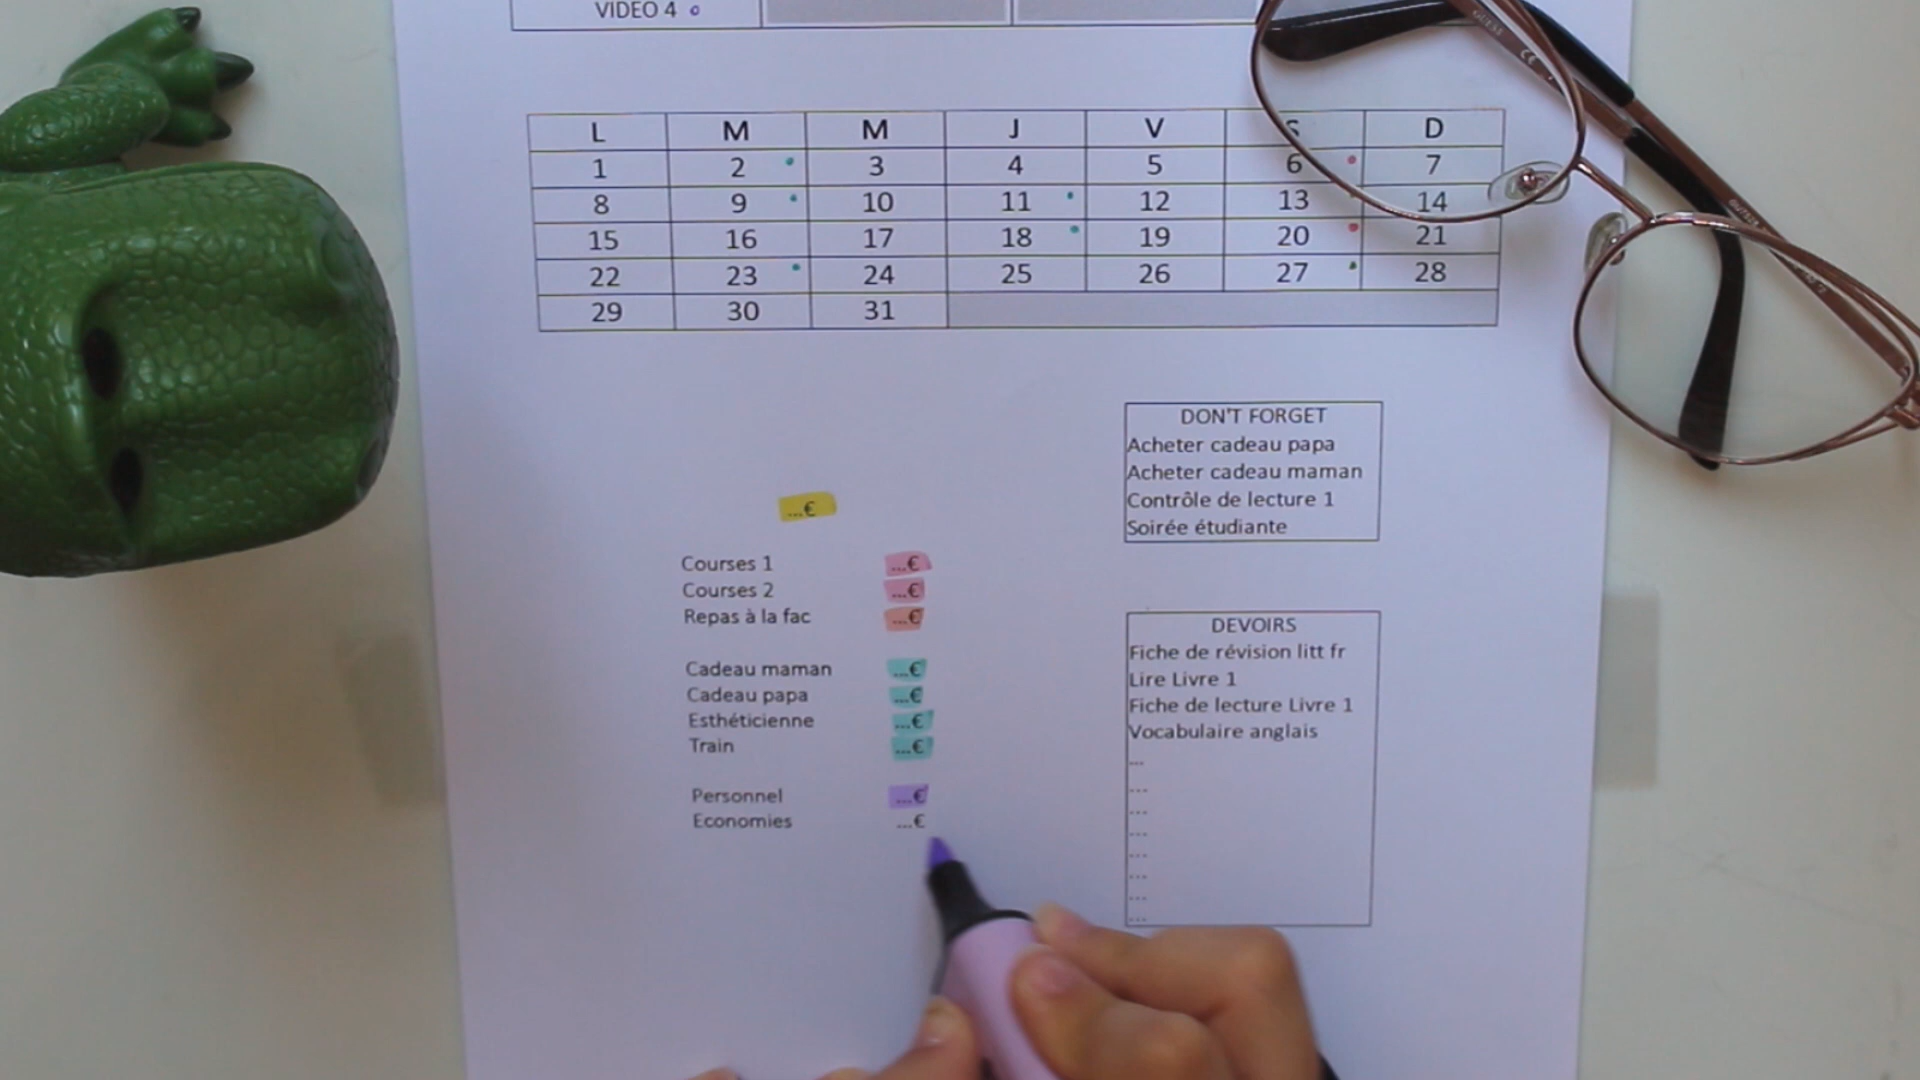 VIDEO 4
L M M J V S D
1 2 3 4 5 6 7
8 9 10 11 12 13 14
15 16 17 18 19 20 21
22 23 24 25 26 27 28
29 30 31
DON'T FORGET
Acheter cadeau papa
Acheter cadeau maman
Contrôle de lecture 1
Soirée étudiante
...€
Courses 1 ...€
Courses 2 ...€
Repas à la fac ...€
Cadeau maman ...€
Cadeau papa ...€
Esthéticienne ...€
Train ...€
Personnel ...€
Economies ...€
DEVOIRS
Fiche de révision litt fr
Lire Livre 1
Fiche de lecture Livre 1
Vocabulaire anglais
...
...
...
...
...
...
...
...
GUESS
CE